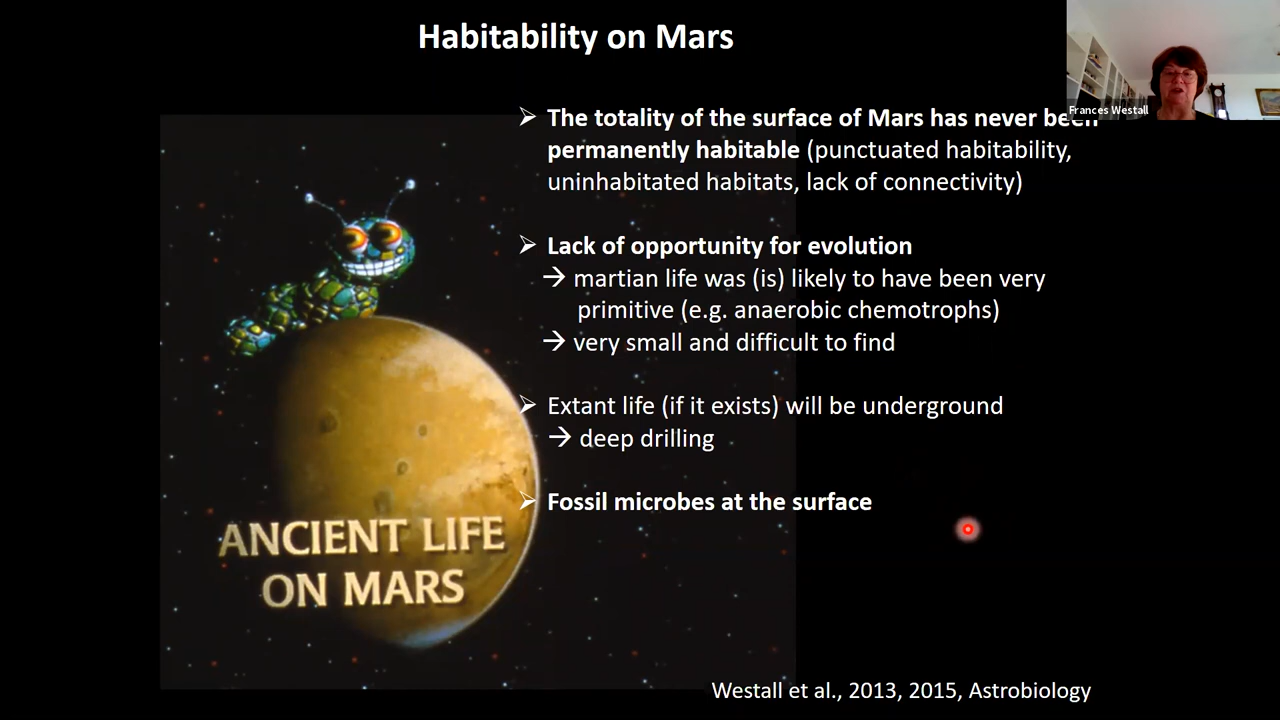 Habitability on Mars
Frances Westall
➢ The totality of the surface of Mars has never been
permanently habitable (punctuated habitability,
uninhabitated habitats, lack of connectivity)
➢ Lack of opportunity for evolution
→ martian life was (is) likely to have been very
primitive (e.g. anaerobic chemotrophs)
→ very small and difficult to find
➢ Extant life (if it exists) will be underground
→ deep drilling
➢ Fossil microbes at the surface
ANCIENT LIFE
ON MARS
Westall et al., 2013, 2015, Astrobiology